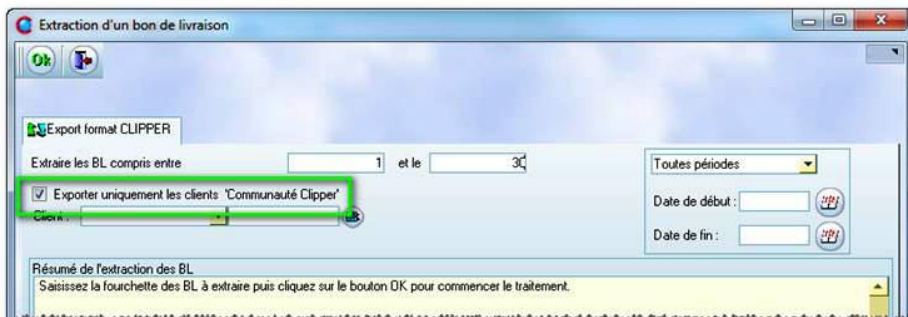 Extraction d'un bon de livraison
Ok
Export format CLIPPER
Extraire les BL compris entre 1 et le 30
Toutes périodes
Exporter uniquement les clients 'Communauté Clipper'
Date de début :
Client :
Date de fin :
Résumé de l'extraction des BL
Saisissez la fourchette des BL à extraire puis cliquez sur le bouton OK pour commencer le traitement.